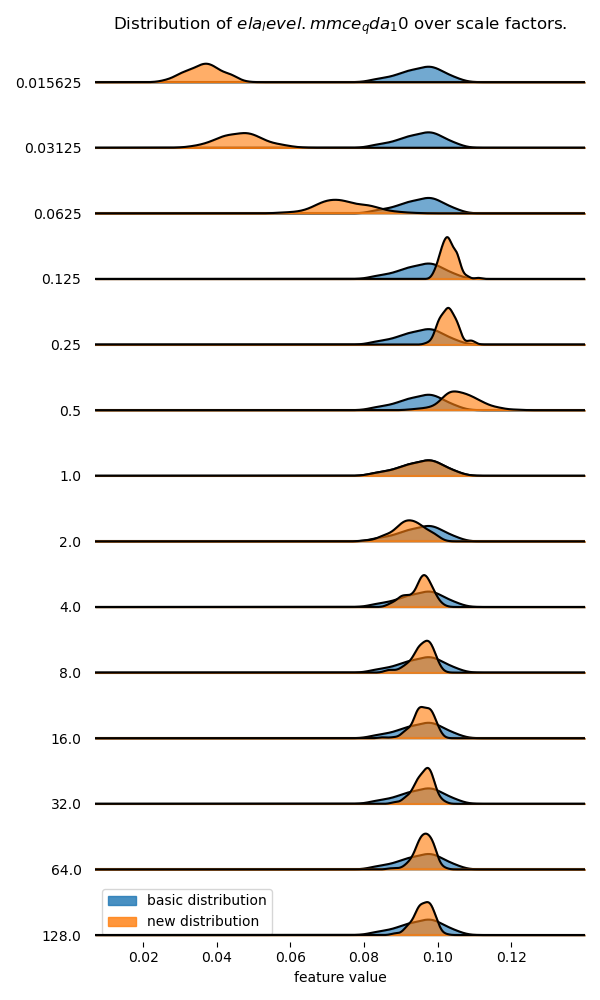 Distribution of elaₗevel.mmce_qda₁0 over scale factors.
0.015625
0.03125
0.0625
0.125
0.25
0.5
1.0
2.0
4.0
8.0
16.0
32.0
64.0
128.0
basic distribution
new distribution
0.02 0.04 0.06 0.08 0.10 0.12
feature value